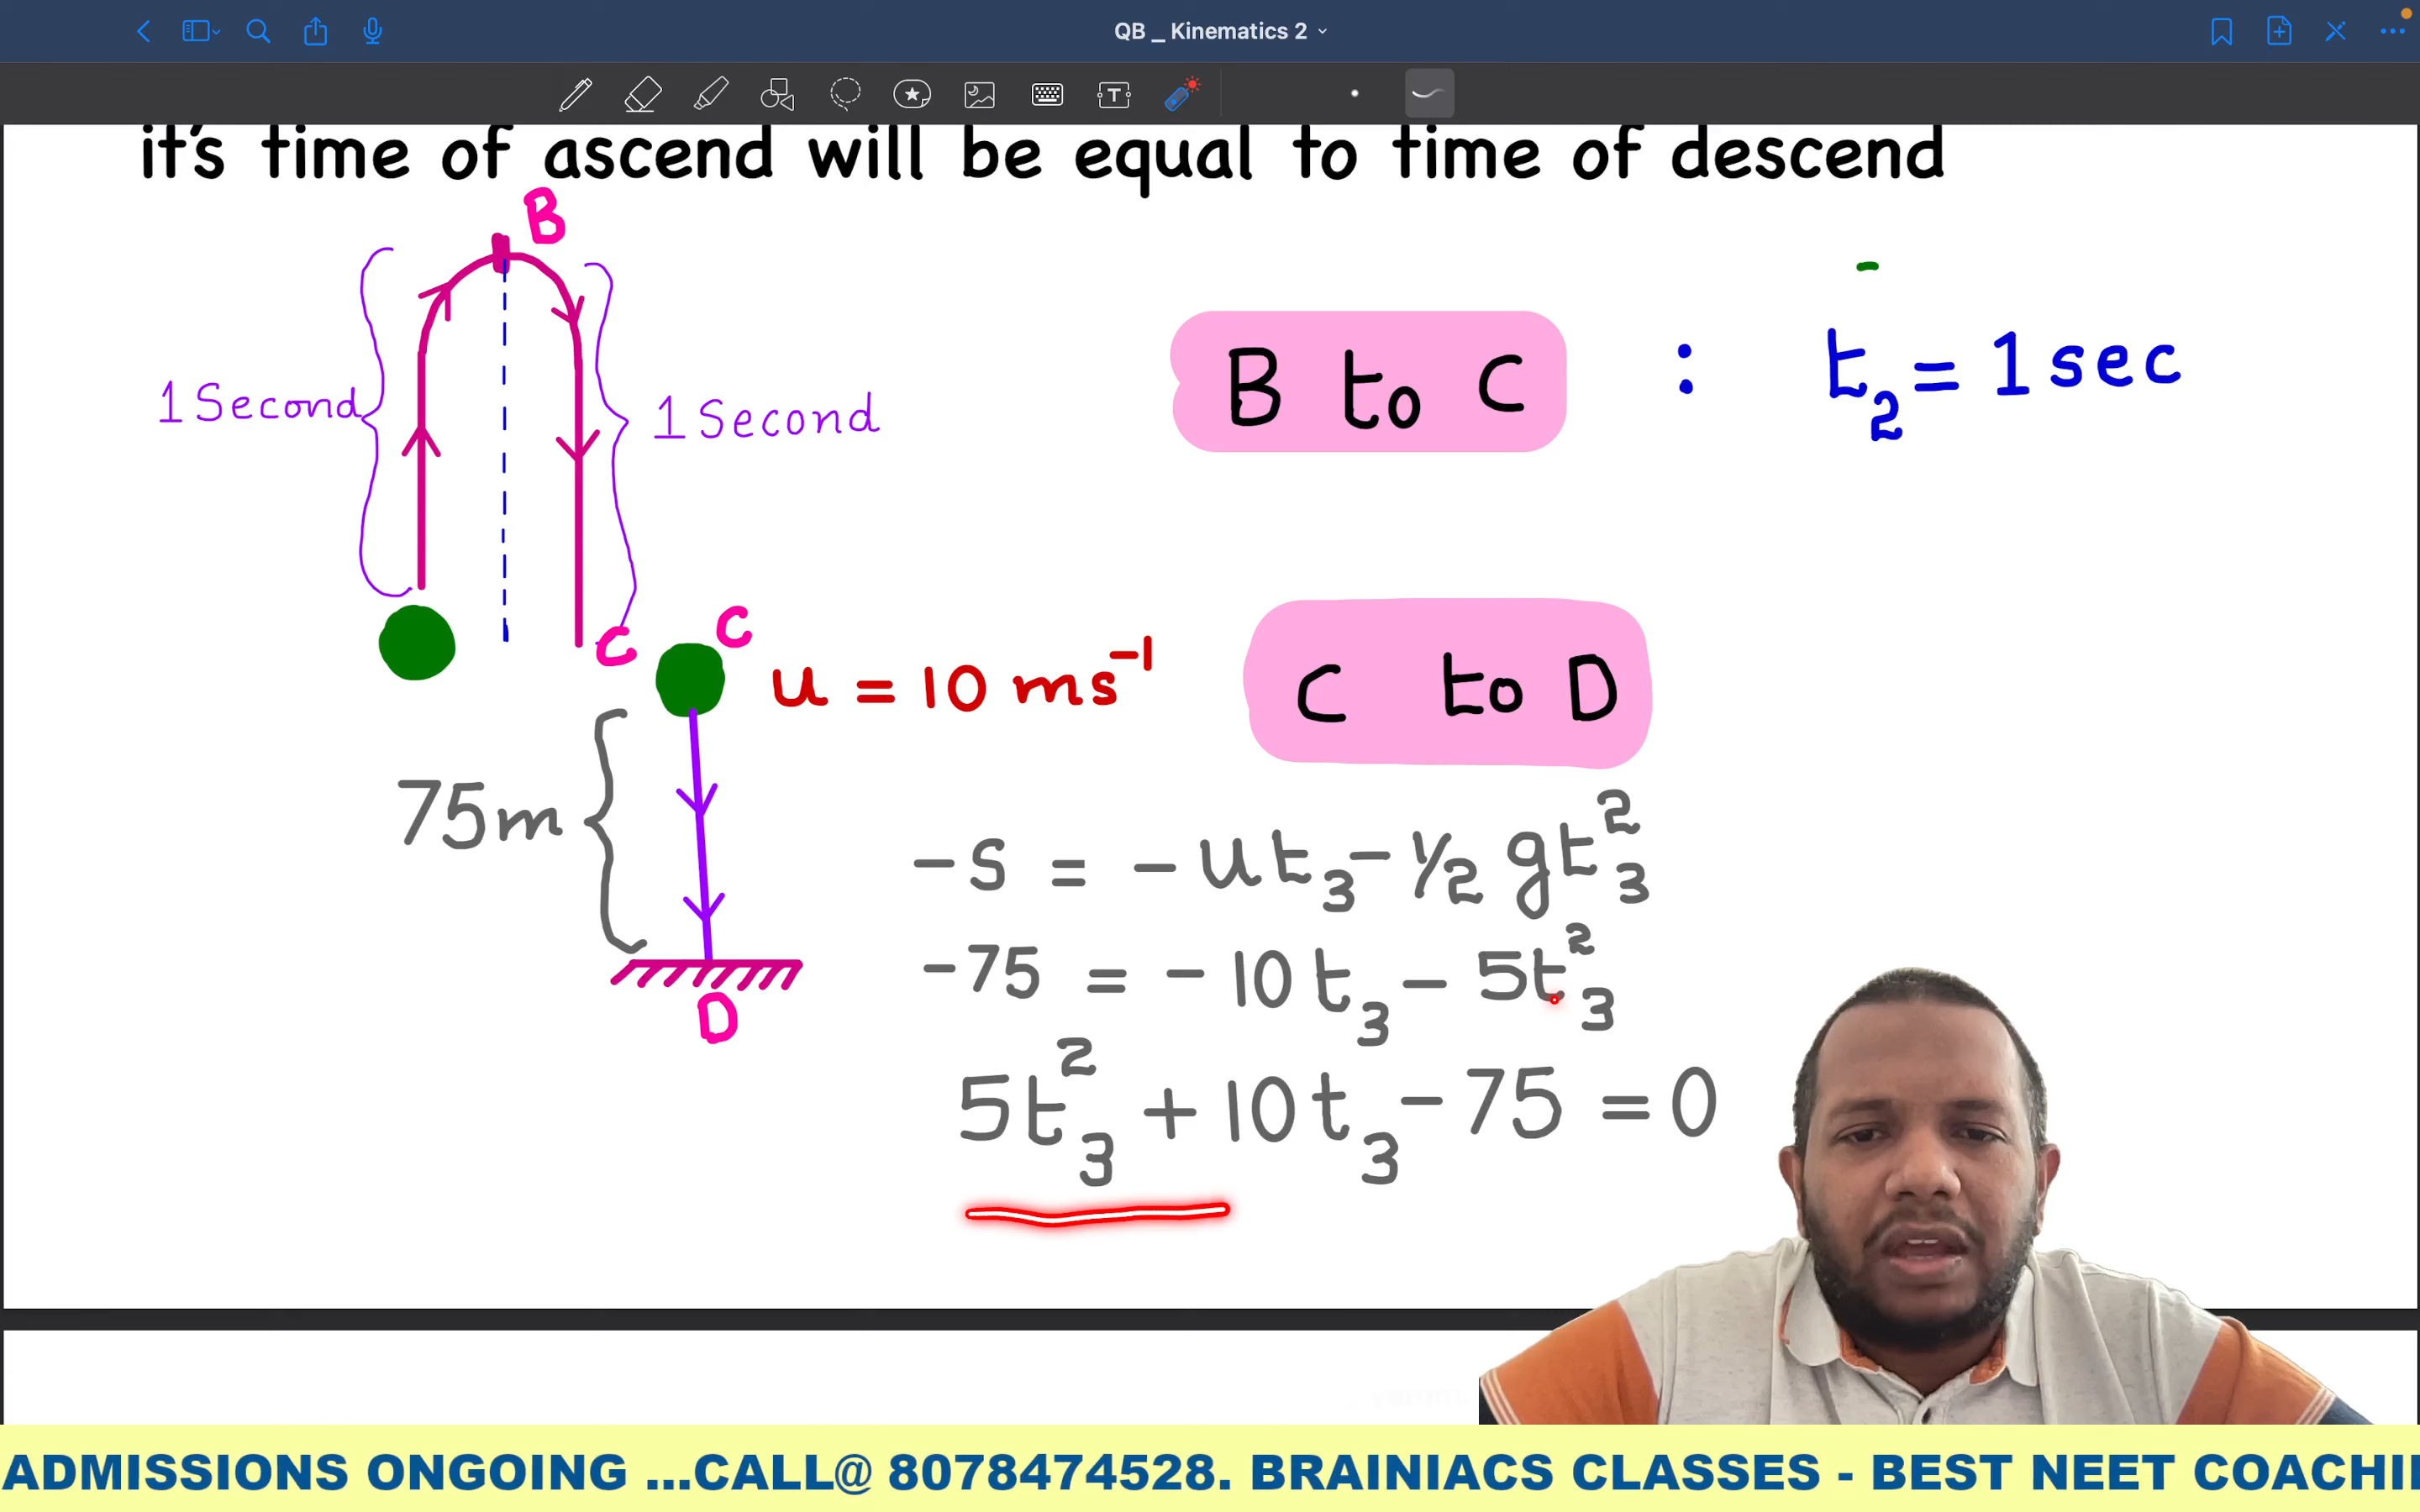 QB _ Kinematics 2
it's time of ascend will be equal to time of descend
B
B to C : t₂ = 1 sec
1 Second
1 Second
C
C
u = 10 ms⁻¹
C to D
75m
-s = -ut₃ - 1/2 gt₃²
-75 = -10t₃ - 5t₃²
D
5t₃² + 10t₃ - 75 = 0
ADMISSIONS ONGOING ...CALL@ 8078474528. BRAINIACS CLASSES - BEST NEET COACHI